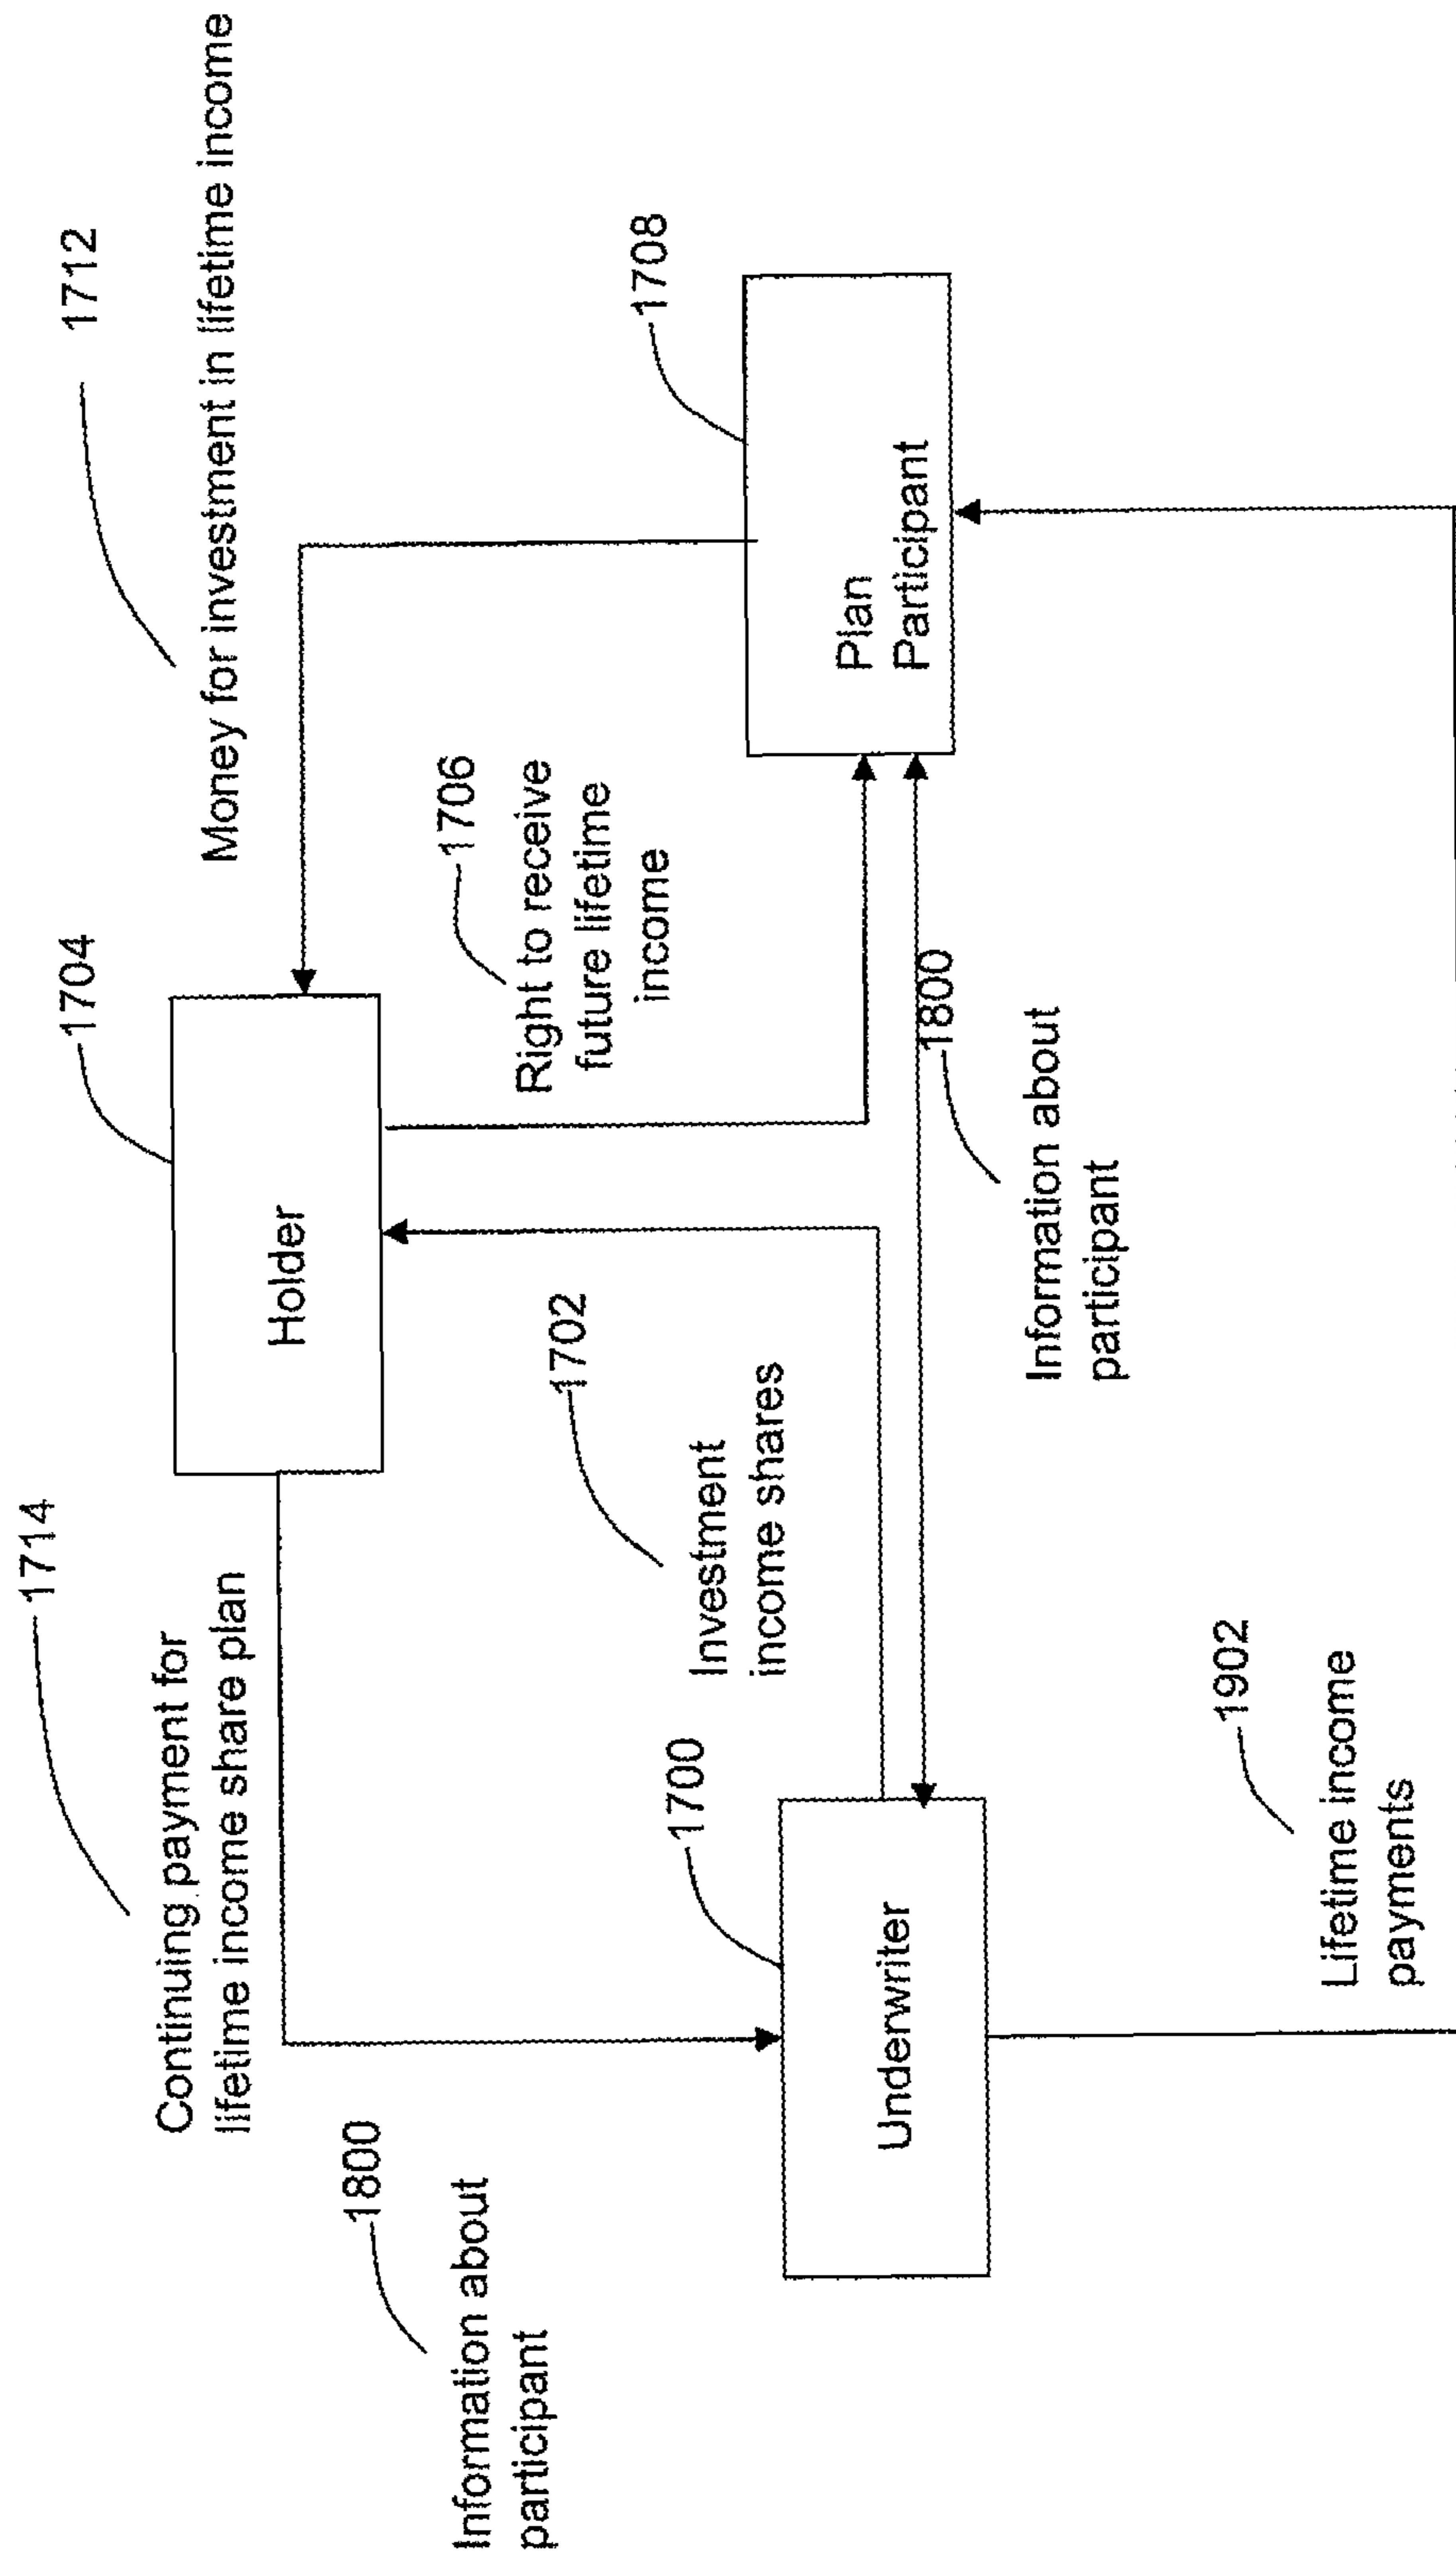 1714
Continuing payment for
lifetime income share plan
1704
Holder
1712
Money for investment in lifetime income
1800
Information about
participant
1702
Investment
income shares
1706
Right to receive
future lifetime
income
1700
Underwriter
1708
Plan
Participant
1800
Information about
participant
1902
Lifetime income
payments